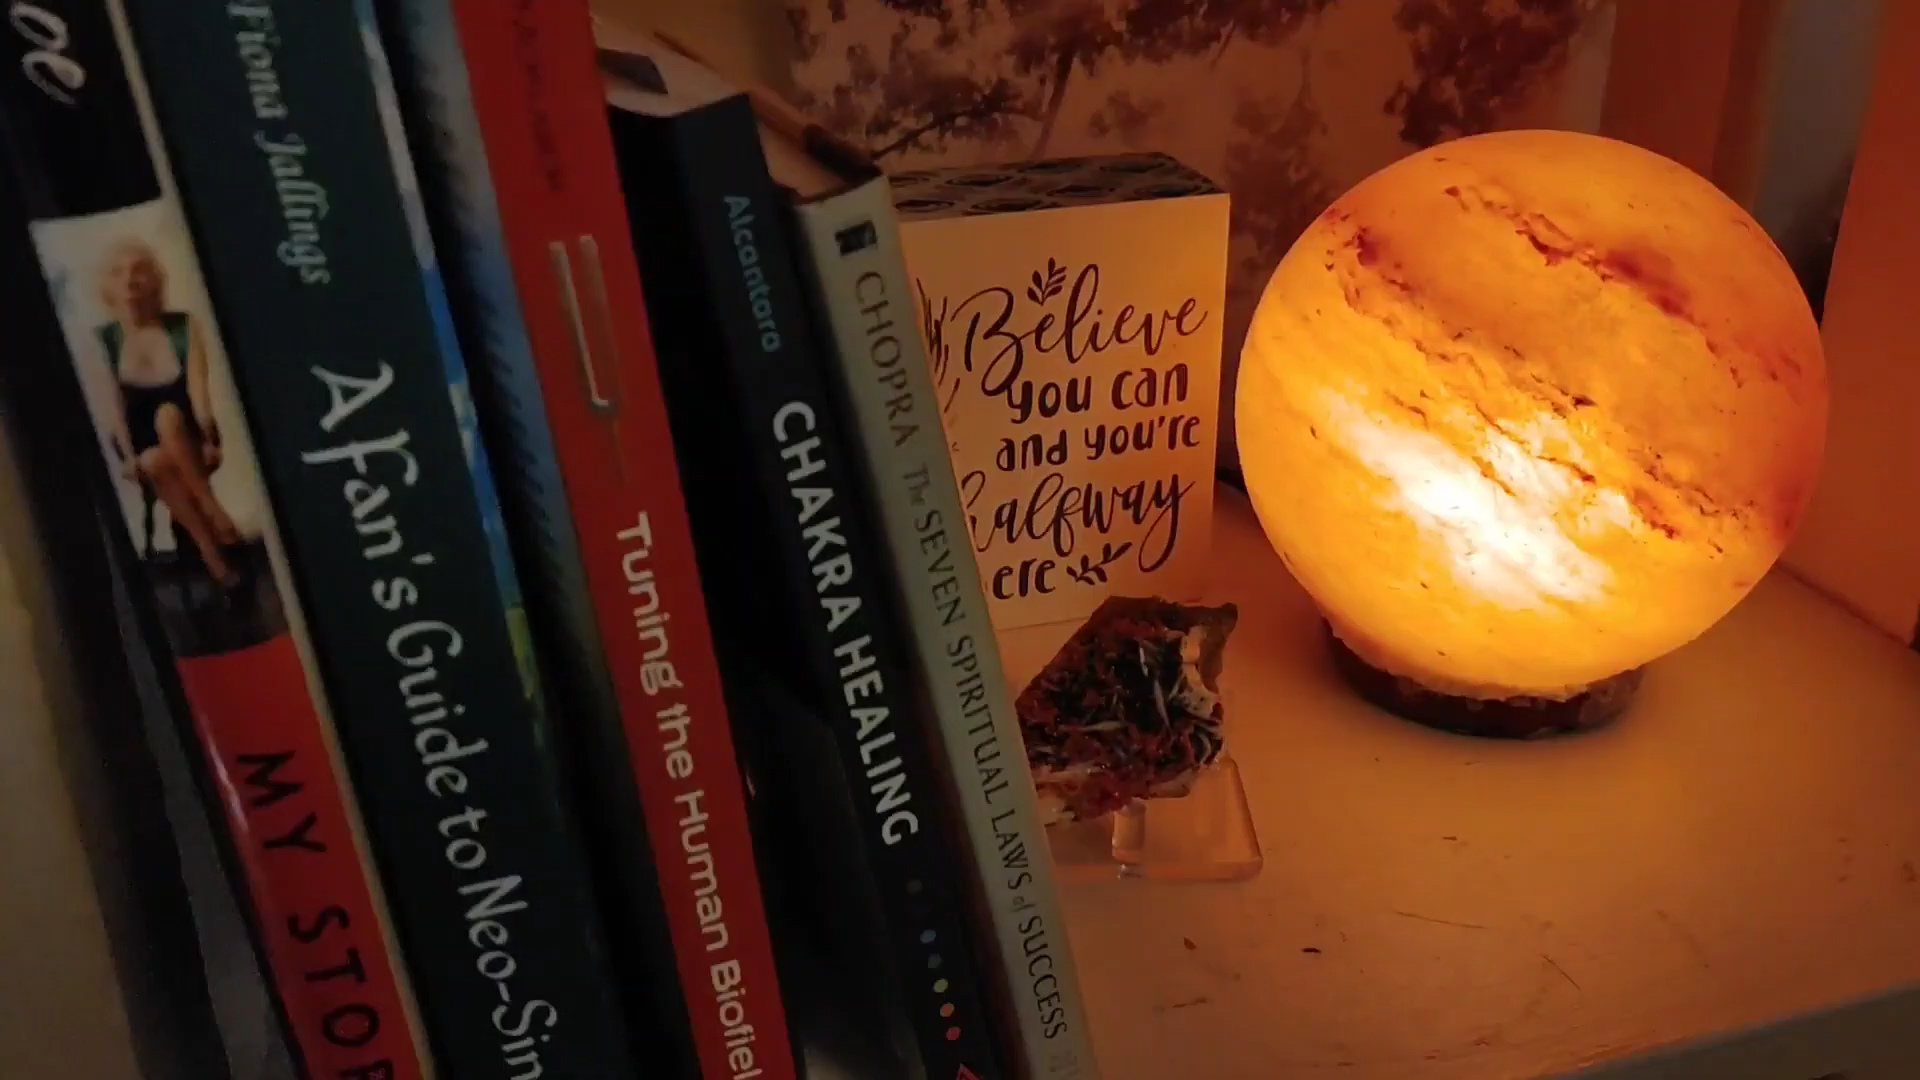 oe
MY STOR
Fiona Jallings
A Fan's Guide to Neo-Sin
Tuning the Human Biofiel
Alcantara
CHAKRA HEALING
CHOPRA The SEVEN SPIRITUAL LAWS of SUCCESS
Believe
you can
and you're
halfway
ere